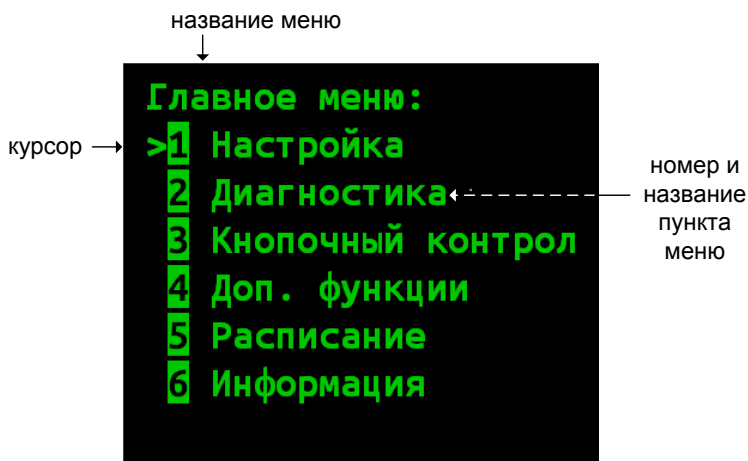 название меню
Главное меню:
курсор
>1 Настройка
2 Диагностика
3 Кнопочный контрол
4 Доп. функции
5 Расписание
6 Информация
номер и
название
пункта
меню